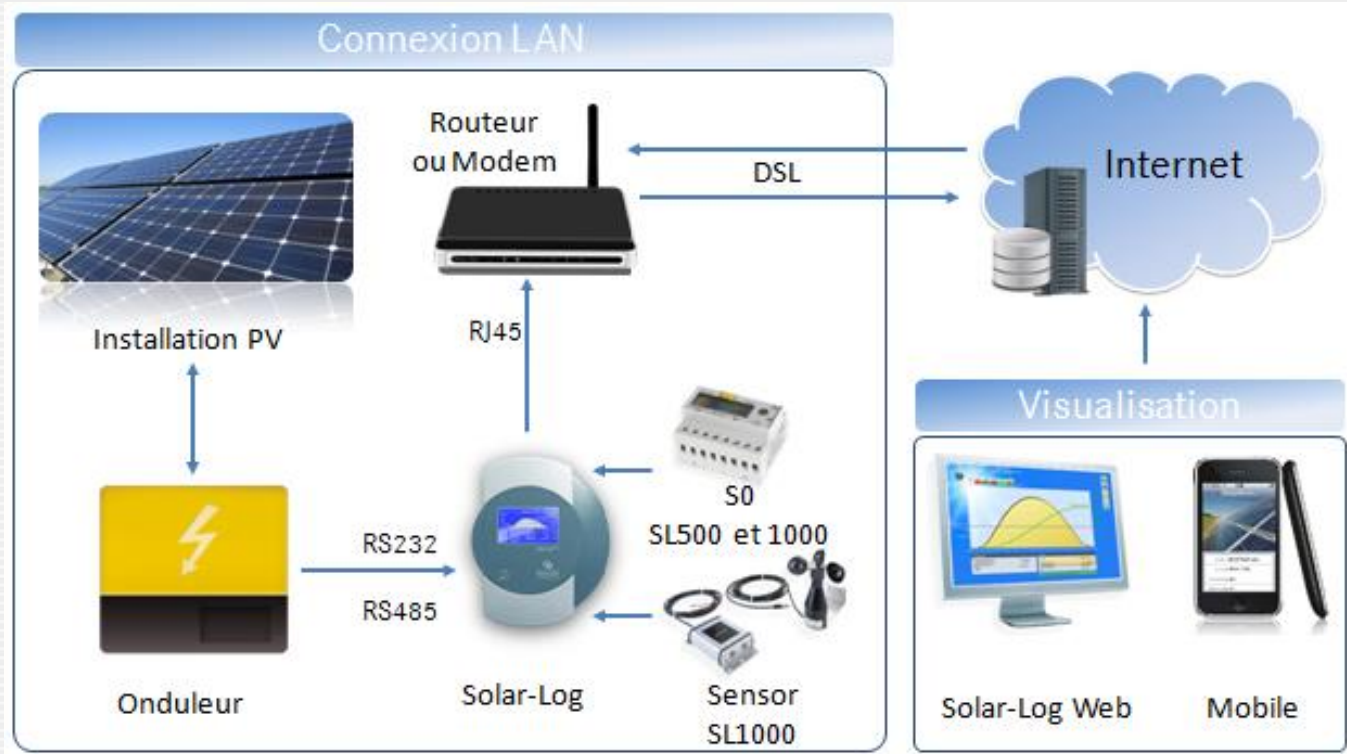 Connexion LAN
Routeur
ou Modem
DSL
Internet
Installation PV
RJ45
Visualisation
S0
SL500 et 1000
RS232
RS485
Onduleur
Solar-Log
Sensor
SL1000
Solar-Log Web
Mobile